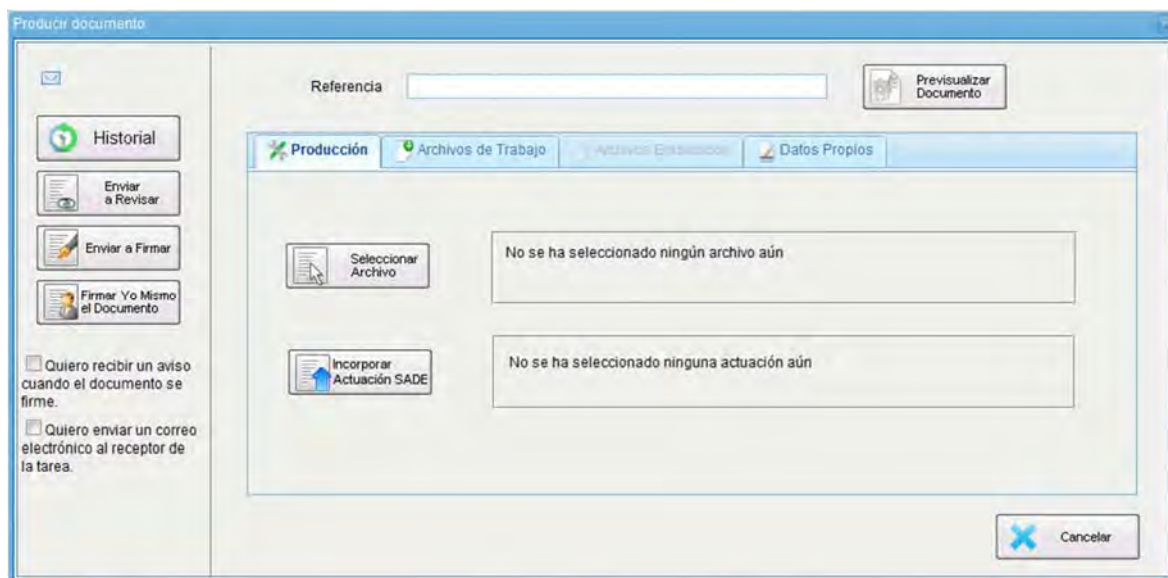 Producir documento
Referencia
Previsualizar
Documento
Historial
Enviar
a Revisar
Enviar a Firmar
Firmar Yo Mismo
el Documento
Quiero recibir un aviso
cuando el documento se
firme.
Quiero enviar un correo
electrónico al receptor de
la tarea.
Producción
Archivos de Trabajo
Archivos Embebidos
Datos Propios
Seleccionar
Archivo
No se ha seleccionado ningún archivo aún
Incorporar
Actuación SADE
No se ha seleccionado ninguna actuación aún
Cancelar